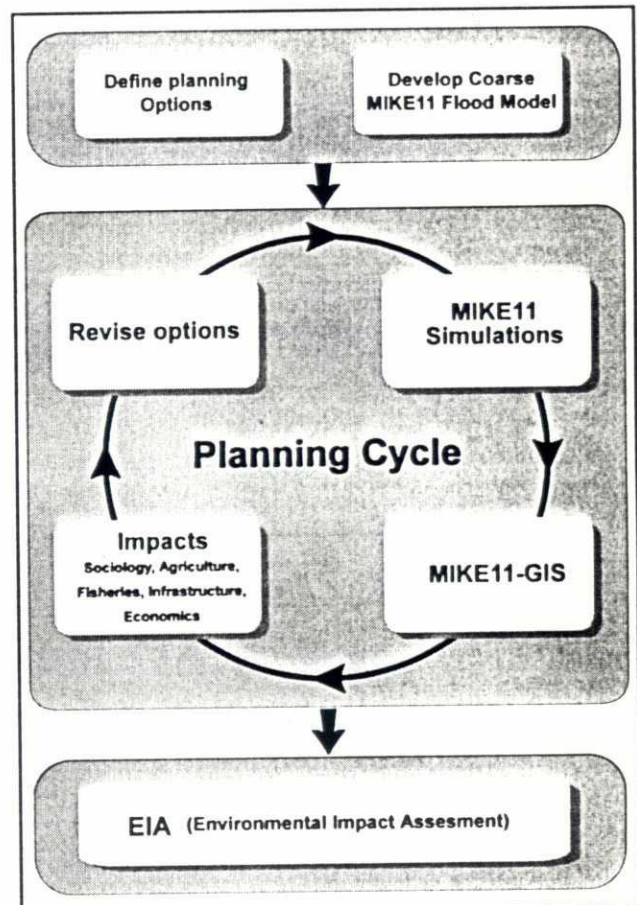 Define planning
Options
Develop Coarse
MIKE11 Flood Model
Revise options
MIKE11
Simulations
Planning Cycle
Impacts
Sociology, Agriculture,
Fisheries, Infrastructure,
Economics
MIKE11-GIS
EIA (Environmental Impact Assesment)